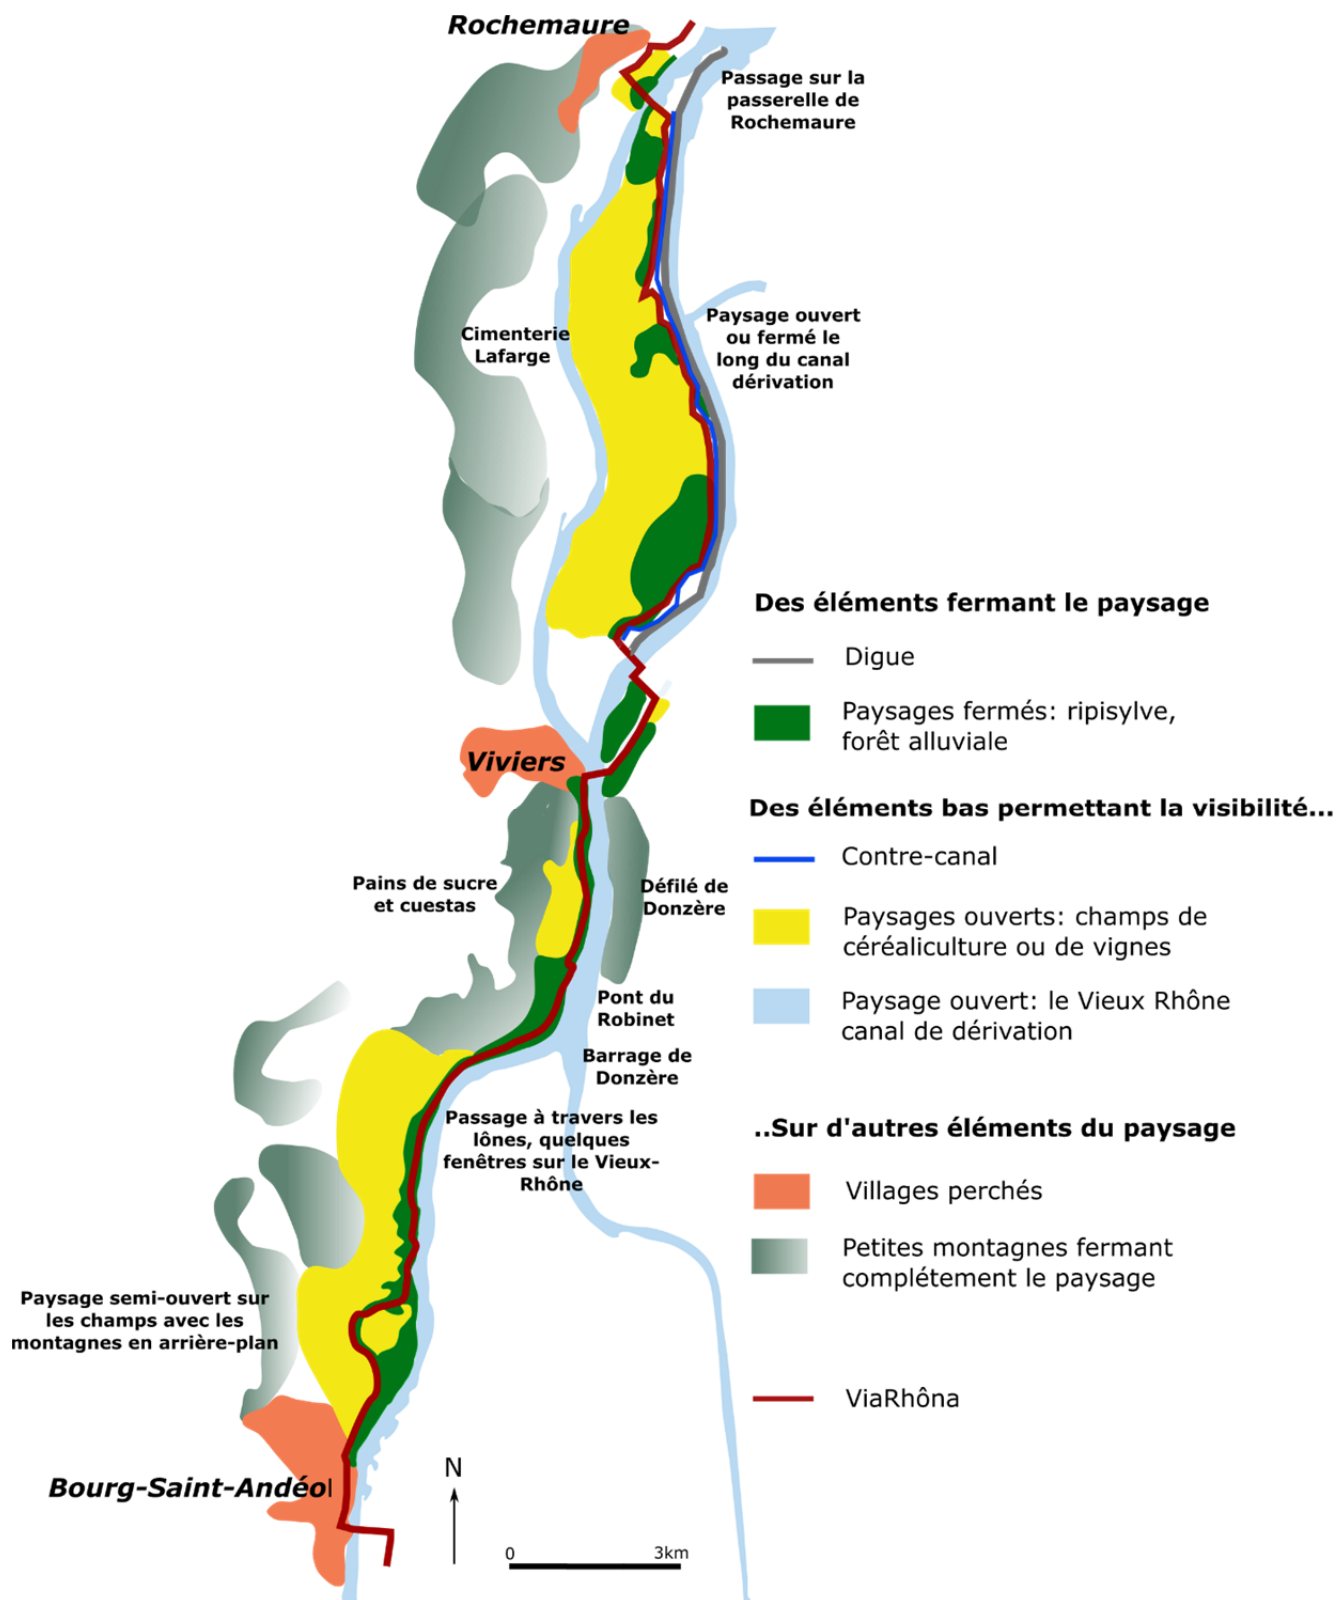 Rochemaure
Passage sur la
passerelle de
Rochemaure
Cimenterie
Lafarge
Paysage ouvert
ou fermé le
long du canal
dérivation
Des éléments fermant le paysage
Digue
Paysages fermés: ripisylve,
forêt alluviale
Viviers
Des éléments bas permettant la visibilité...
Contre-canal
Pains de sucre
et cuestas
Défilé de
Donzère
Paysages ouverts: champs de
céréaliculture ou de vignes
Pont du
Robinet
Paysage ouvert: le Vieux Rhône
canal de dérivation
Barrage de
Donzère
Passage à travers les
lônes, quelques
fenêtres sur le Vieux-
Rhône
..Sur d'autres éléments du paysage
Villages perchés
Petites montagnes fermant
complétement le paysage
Paysage semi-ouvert sur
les champs avec les
montagnes en arrière-plan
ViaRhôna
Bourg-Saint-Andéol
N
0 3km